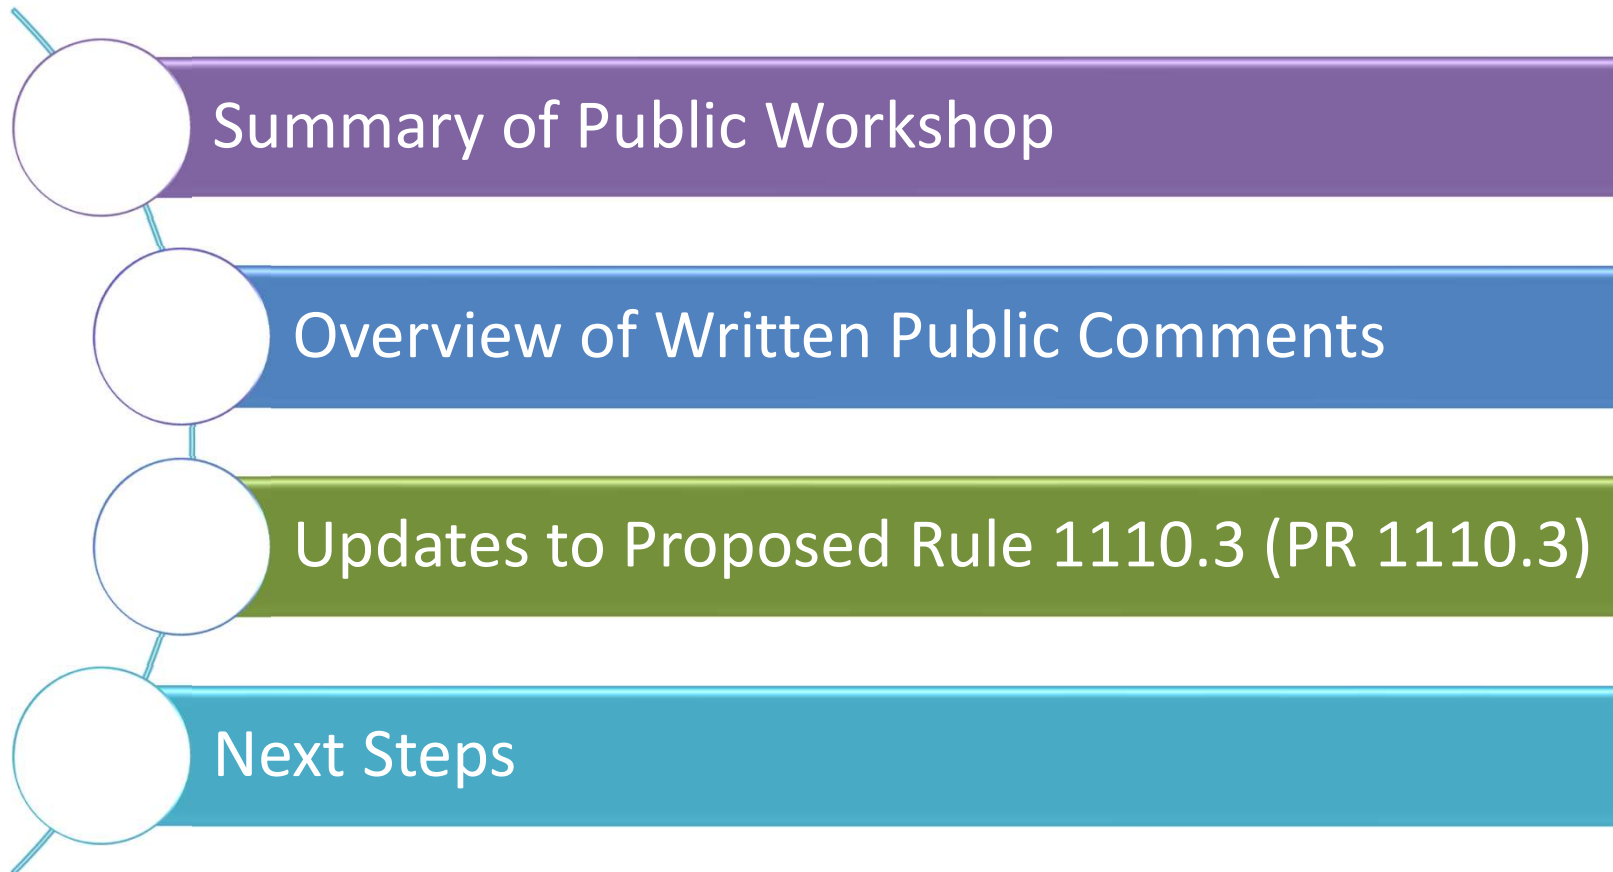 Summary of Public Workshop
Overview of Written Public Comments
Updates to Proposed Rule 1110.3 (PR 1110.3)
Next Steps